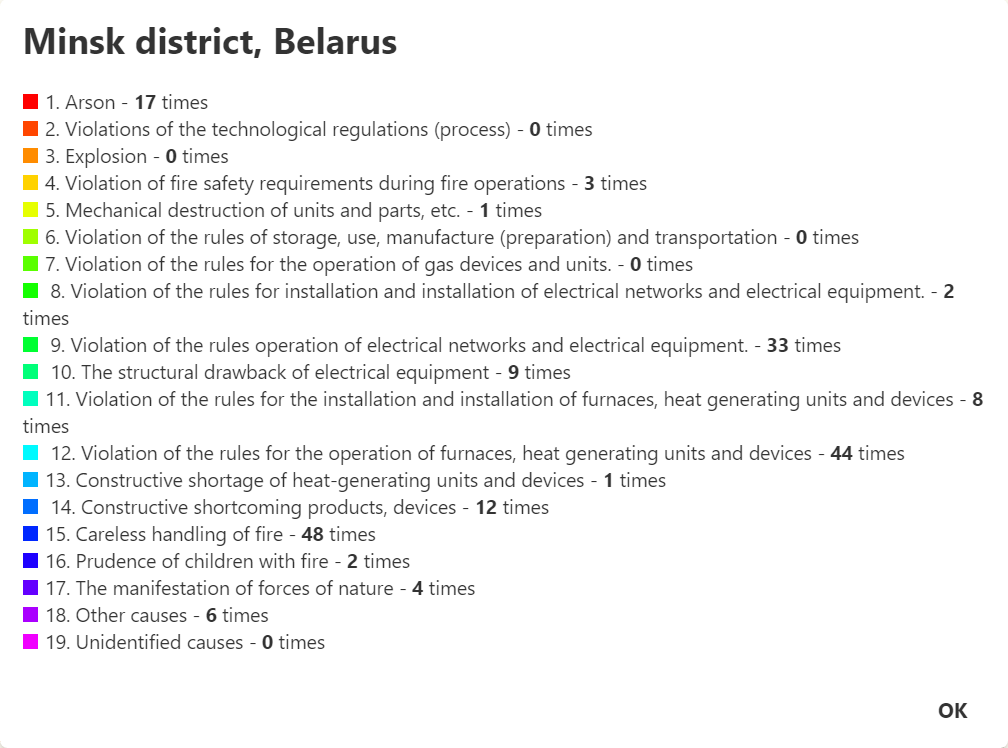 Minsk district, Belarus
1. Arson - 17 times
2. Violations of the technological regulations (process) - 0 times
3. Explosion - 0 times
4. Violation of fire safety requirements during fire operations - 3 times
5. Mechanical destruction of units and parts, etc. - 1 times
6. Violation of the rules of storage, use, manufacture (preparation) and transportation - 0 times
7. Violation of the rules for the operation of gas devices and units. - 0 times
8. Violation of the rules for installation and installation of electrical networks and electrical equipment. - 2
times
9. Violation of the rules operation of electrical networks and electrical equipment. - 33 times
10. The structural drawback of electrical equipment - 9 times
11. Violation of the rules for the installation and installation of furnaces, heat generating units and devices - 8
times
12. Violation of the rules for the operation of furnaces, heat generating units and devices - 44 times
13. Constructive shortage of heat-generating units and devices - 1 times
14. Constructive shortcoming products, devices - 12 times
15. Careless handling of fire - 48 times
16. Prudence of children with fire - 2 times
17. The manifestation of forces of nature - 4 times
18. Other causes - 6 times
19. Unidentified causes - 0 times
OK